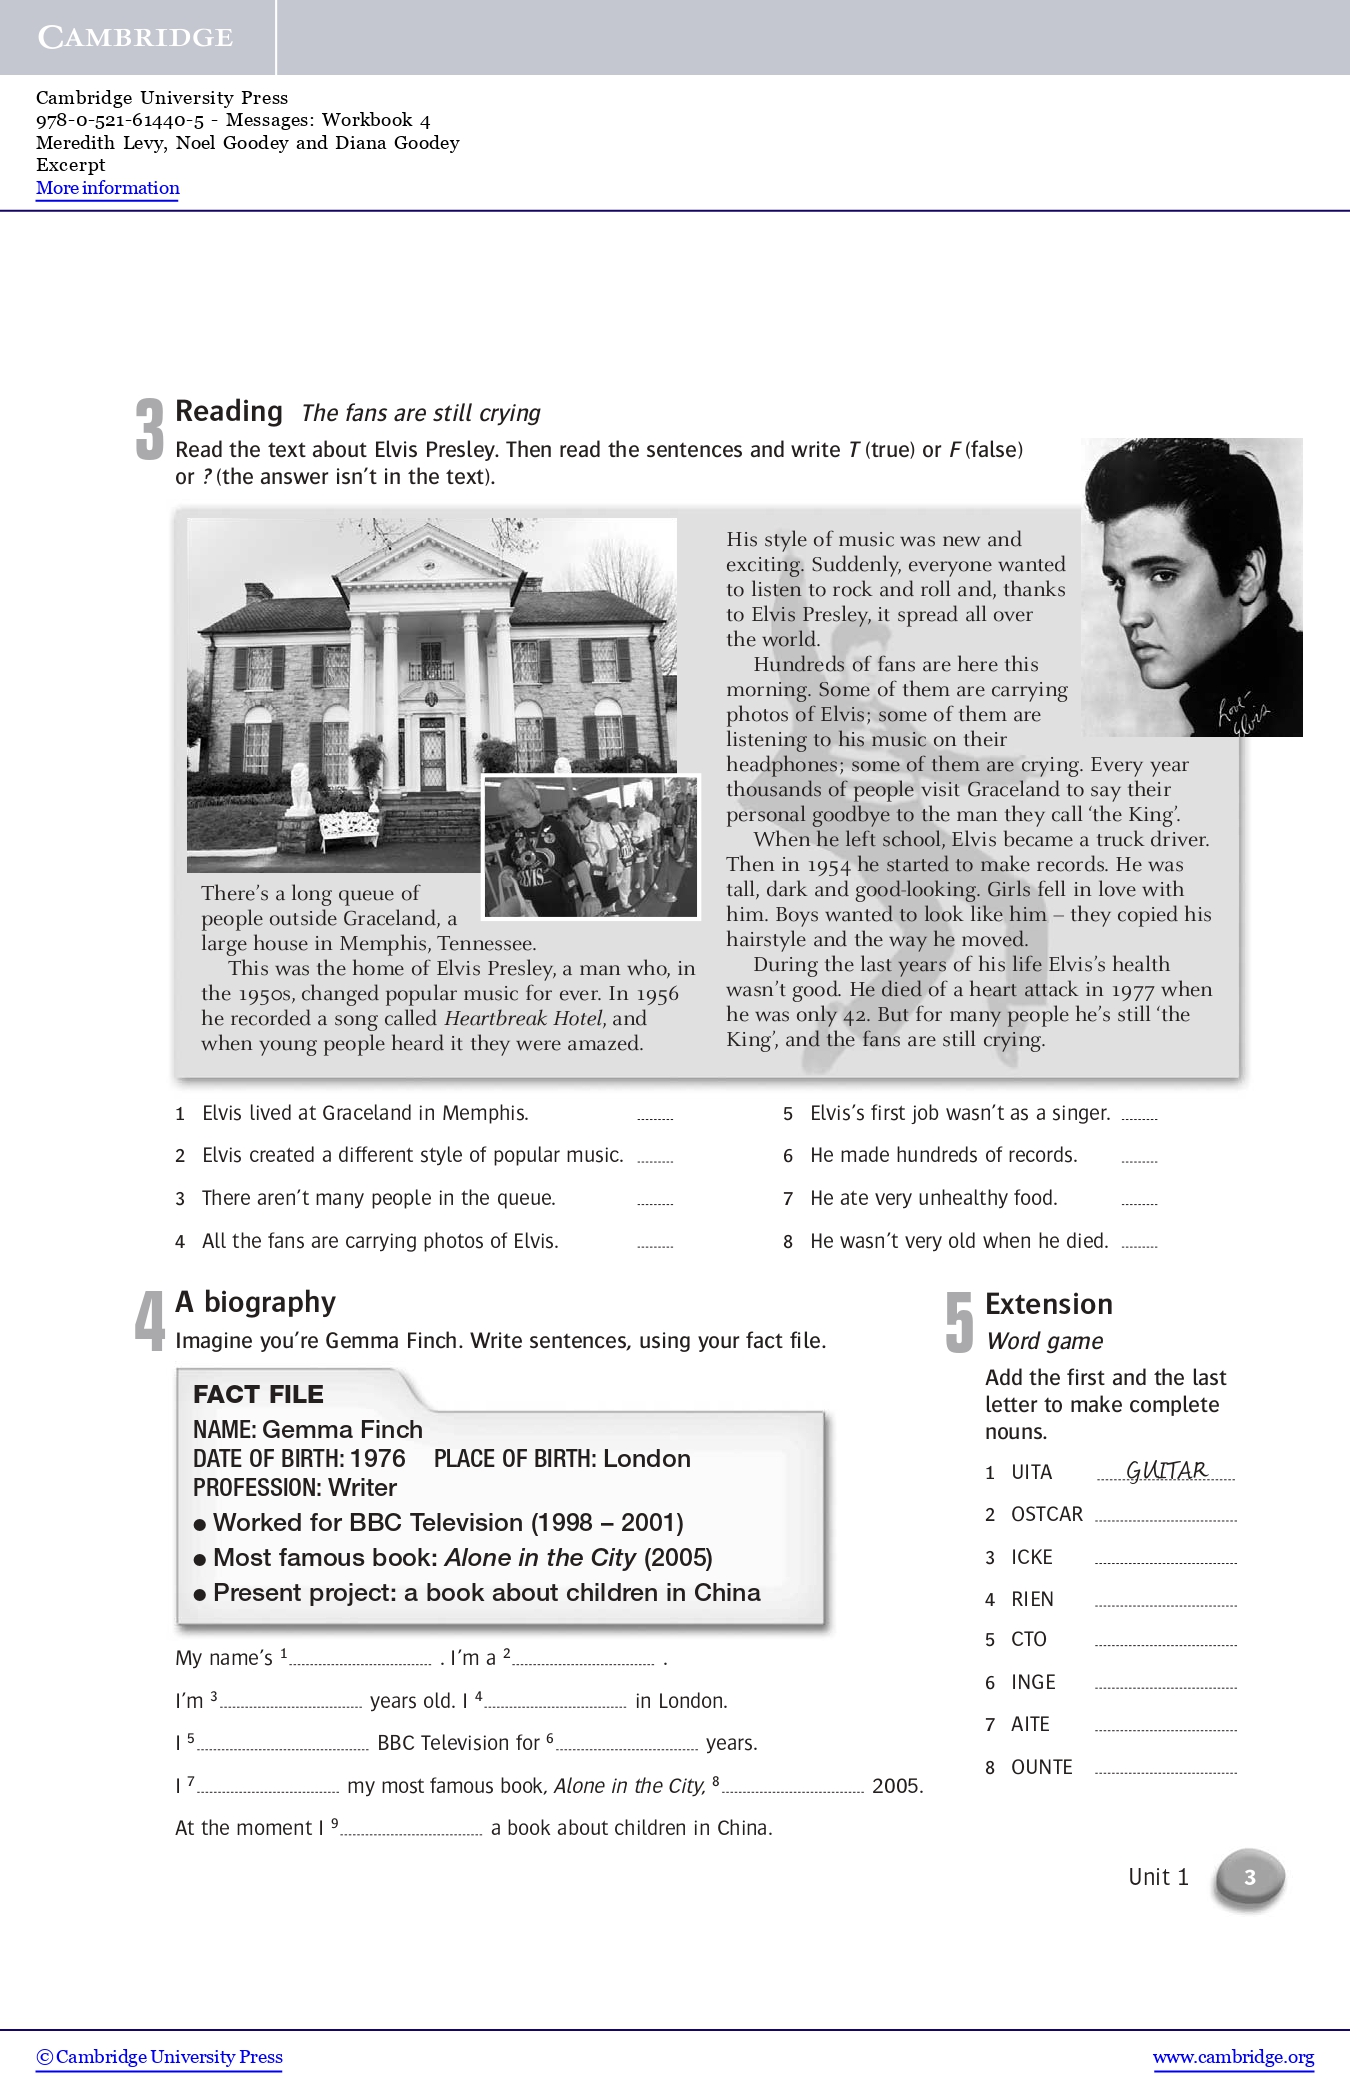 CAMBRIDGE
Cambridge University Press
978-0-521-61440-5 - Messages: Workbook 4
Meredith Levy, Noel Goodey and Diana Goodey
Excerpt
More information
3 Reading The fans are still crying
Read the text about Elvis Presley. Then read the sentences and write T (true) or F (false)
or ? (the answer isn't in the text).
There's a long queue of
people outside Graceland, a
large house in Memphis, Tennessee.
This was the home of Elvis Presley, a man who, in
the 1950s, changed popular music for ever. In 1956
he recorded a song called Heartbreak Hotel, and
when young people heard it they were amazed.
His style of music was new and
exciting. Suddenly, everyone wanted
to listen to rock and roll and, thanks
to Elvis Presley, it spread all over
the world.
Hundreds of fans are here this
morning. Some of them are carrying
photos of Elvis; some of them are
listening to his music on their
headphones; some of them are crying. Every year
thousands of people visit Graceland to say their
personal goodbye to the man they call 'the King'.
When he left school, Elvis became a truck driver.
Then in 1954 he started to make records. He was
tall, dark and good-looking. Girls fell in love with
him. Boys wanted to look like him – they copied his
hairstyle and the way he moved.
During the last years of his life Elvis's health
wasn't good. He died of a heart attack in 1977 when
he was only 42. But for many people he's still 'the
King', and the fans are still crying.
Love
Elvis
ELVIS
1 Elvis lived at Graceland in Memphis. ........
2 Elvis created a different style of popular music. ........
3 There aren't many people in the queue. ........
4 All the fans are carrying photos of Elvis. ........
5 Elvis's first job wasn't as a singer. ........
6 He made hundreds of records. ........
7 He ate very unhealthy food. ........
8 He wasn't very old when he died. ........
4 A biography
Imagine you're Gemma Finch. Write sentences, using your fact file.
FACT FILE
NAME: Gemma Finch
DATE OF BIRTH: 1976 PLACE OF BIRTH: London
PROFESSION: Writer
● Worked for BBC Television (1998 – 2001)
● Most famous book: Alone in the City (2005)
● Present project: a book about children in China
My name's 1........ . I'm a 2........ .
I'm 3........ years old. I 4........ in London.
I 5........ BBC Television for 6........ years.
I 7........ my most famous book, Alone in the City, 8........ 2005.
At the moment I 9........ a book about children in China.
5 Extension
Word game
Add the first and the last
letter to make complete
nouns.
1 UITA GUITAR
2 OSTCAR ........
3 ICKE ........
4 RIEN ........
5 CTO ........
6 INGE ........
7 AITE ........
8 OUNTE ........
Unit 1 3
© Cambridge University Press
www.cambridge.org